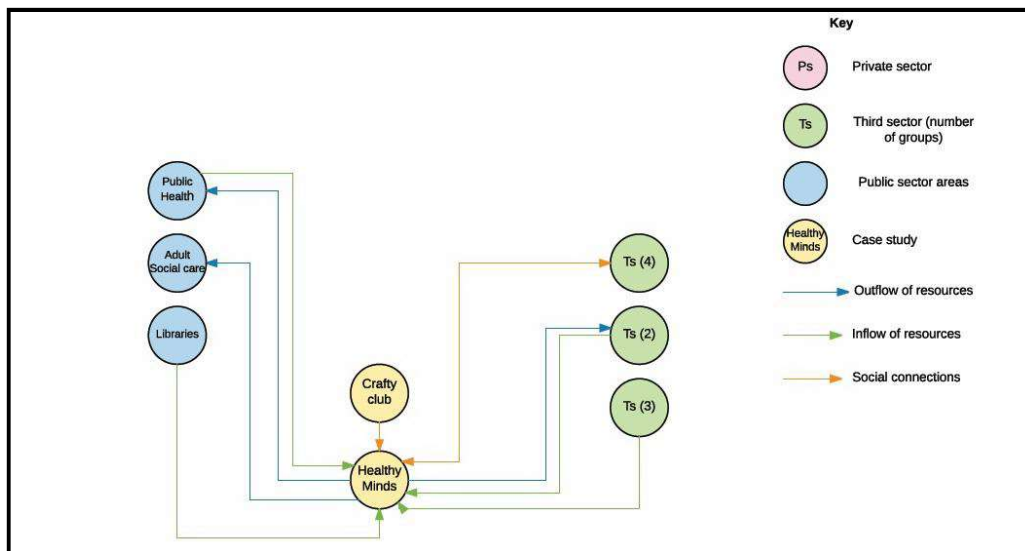 Key
Ps
Private sector
Ts
Third sector (number
of groups)
Public sector areas
Healthy
Minds
Case study
Outflow of resources
Inflow of resources
Social connections
Public
Health
Adult
Social care
Libraries
Crafty
club
Healthy
Minds
Ts (4)
Ts (2)
Ts (3)